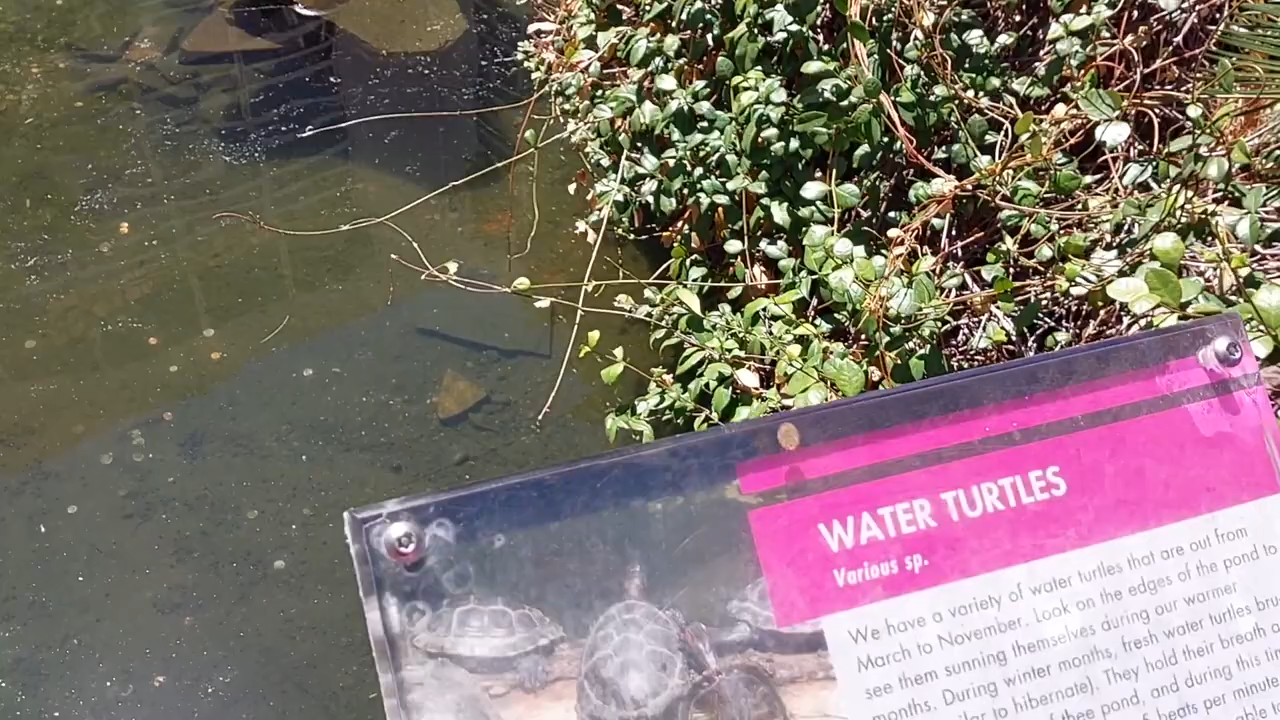 WATER TURTLES
Various sp.
We have a variety of water turtles that are out from
March to November. Look on the edges of the pond to
see them sunning themselves during our warmer
months. During winter months, fresh water turtles
to hibernate). They hold their breath
pond, and during this
beats per minute